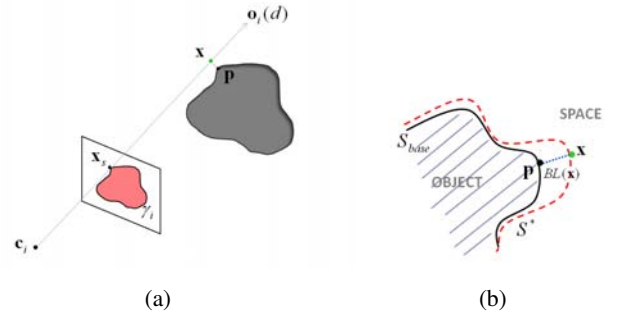 o_i(d)
x
p
x_s
γ_i
c_i
(a)
SPACE
S_base
x
p
BL(x)
OBJECT
S*
(b)